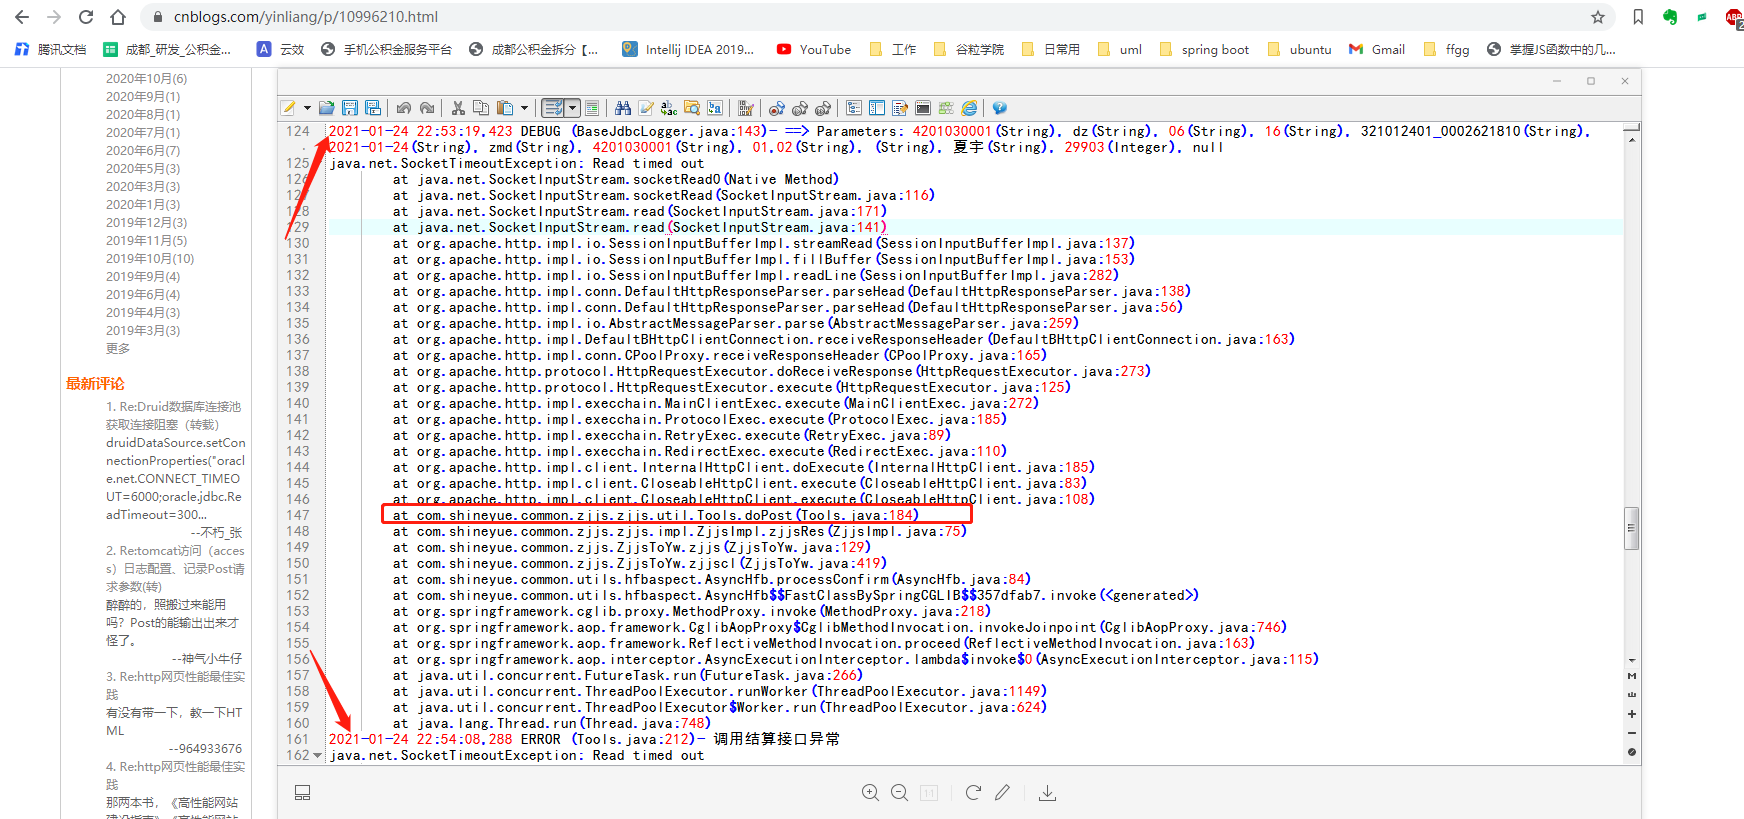 cnblogs.com/yinliang/p/10996210.html
腾讯文档 成都_研发_公积金... 云效 手机公积金服务平台 成都公积金拆分【... Intellij IDEA 2019... YouTube 工作 谷粒学院 日常用 uml spring boot ubuntu Gmail ffgg 掌握JS函数中的几...
2020年10月(6)
2020年9月(1)
2020年8月(1)
2020年7月(1)
2020年6月(7)
2020年5月(3)
2020年3月(3)
2020年1月(3)
2019年12月(3)
2019年11月(5)
2019年10月(10)
2019年9月(4)
2019年6月(4)
2019年4月(3)
2019年3月(3)
更多
最新评论
1. Re:Druid数据库连接池
获取连接阻塞（转载）
druidDataSource.setCo
nnectionProperties("oracl
e.net.CONNECT_TIMEO
UT=6000;oracle.jdbc.Re
adTimeout=300...
--不朽_张
2. Re:tomcat访问（acces
s）日志配置、记录Post请
求参数(转)
醉醉的，照搬过来能用
吗？Post的能输出出来才
怪了。
--神气小牛仔
3. Re:http网页性能最佳实
践
有没有带一下，教一下HT
ML
--964933676
4. Re:http网页性能最佳实
践
那两本书，《高性能网站
124 2021-01-24 22:53:19,423 DEBUG (BaseJdbcLogger.java:143)- ==> Parameters: 4201030001(String), dz(String), 06(String), 16(String), 321012401_0002621810(String),
2021-01-24(String), zmd(String), 4201030001(String), 01,02(String), (String), 夏宇(String), 29903(Integer), null
125 java.net.SocketTimeoutException: Read timed out
126 at java.net.SocketInputStream.socketRead0(Native Method)
127 at java.net.SocketInputStream.socketRead(SocketInputStream.java:116)
128 at java.net.SocketInputStream.read(SocketInputStream.java:171)
129 at java.net.SocketInputStream.read(SocketInputStream.java:141)
130 at org.apache.http.impl.io.SessionInputBufferImpl.streamRead(SessionInputBufferImpl.java:137)
131 at org.apache.http.impl.io.SessionInputBufferImpl.fillBuffer(SessionInputBufferImpl.java:153)
132 at org.apache.http.impl.io.SessionInputBufferImpl.readLine(SessionInputBufferImpl.java:282)
133 at org.apache.http.impl.conn.DefaultHttpResponseParser.parseHead(DefaultHttpResponseParser.java:138)
134 at org.apache.http.impl.conn.DefaultHttpResponseParser.parseHead(DefaultHttpResponseParser.java:56)
135 at org.apache.http.impl.io.AbstractMessageParser.parse(AbstractMessageParser.java:259)
136 at org.apache.http.impl.DefaultBHttpClientConnection.receiveResponseHeader(DefaultBHttpClientConnection.java:163)
137 at org.apache.http.impl.conn.CPoolProxy.receiveResponseHeader(CPoolProxy.java:165)
138 at org.apache.http.protocol.HttpRequestExecutor.doReceiveResponse(HttpRequestExecutor.java:273)
139 at org.apache.http.protocol.HttpRequestExecutor.execute(HttpRequestExecutor.java:125)
140 at org.apache.http.impl.execchain.MainClientExec.execute(MainClientExec.java:272)
141 at org.apache.http.impl.execchain.ProtocolExec.execute(ProtocolExec.java:185)
142 at org.apache.http.impl.execchain.RetryExec.execute(RetryExec.java:89)
143 at org.apache.http.impl.execchain.RedirectExec.execute(RedirectExec.java:110)
144 at org.apache.http.impl.client.InternalHttpClient.doExecute(InternalHttpClient.java:185)
145 at org.apache.http.impl.client.CloseableHttpClient.execute(CloseableHttpClient.java:83)
146 at org.apache.http.impl.client.CloseableHttpClient.execute(CloseableHttpClient.java:108)
147 at com.shineyue.common.zjjs.zjjs.util.Tools.doPost(Tools.java:184)
148 at com.shineyue.common.zjjs.zjjs.impl.ZjjsImpl.zjjsRes(ZjjsImpl.java:75)
149 at com.shineyue.common.zjjs.ZjjsToYw.zjjs(ZjjsToYw.java:129)
150 at com.shineyue.common.zjjs.ZjjsToYw.zjjscl(ZjjsToYw.java:419)
151 at com.shineyue.common.utils.hfbaspect.AsyncHfb.processConfirm(AsyncHfb.java:84)
152 at com.shineyue.common.utils.hfbaspect.AsyncHfb$$FastClassBySpringCGLIB$$357dfab7.invoke(<generated>)
153 at org.springframework.cglib.proxy.MethodProxy.invoke(MethodProxy.java:218)
154 at org.springframework.aop.framework.CglibAopProxy$CglibMethodInvocation.invokeJoinpoint(CglibAopProxy.java:746)
155 at org.springframework.aop.framework.ReflectiveMethodInvocation.proceed(ReflectiveMethodInvocation.java:163)
156 at org.springframework.aop.interceptor.AsyncExecutionInterceptor.lambda$invoke$0(AsyncExecutionInterceptor.java:115)
157 at java.util.concurrent.FutureTask.run(FutureTask.java:266)
158 at java.util.concurrent.ThreadPoolExecutor.runWorker(ThreadPoolExecutor.java:1149)
159 at java.util.concurrent.ThreadPoolExecutor$Worker.run(ThreadPoolExecutor.java:624)
160 at java.lang.Thread.run(Thread.java:748)
161 2021-01-24 22:54:08,288 ERROR (Tools.java:212)- 调用结算接口异常
162 java.net.SocketTimeoutException: Read timed out